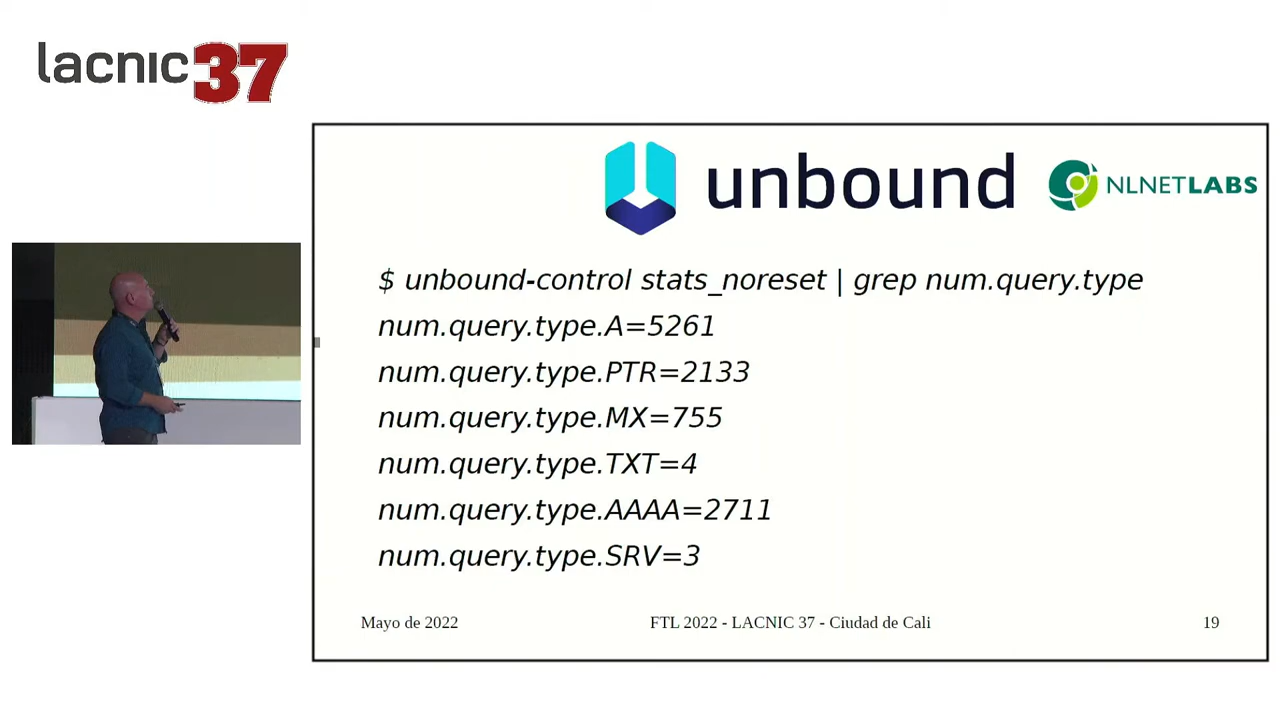 lacnic37
unbound
NLNETLABS
$ unbound-control stats_noreset | grep num.query.type
num.query.type.A=5261
num.query.type.PTR=2133
num.query.type.MX=755
num.query.type.TXT=4
num.query.type.AAAA=2711
num.query.type.SRV=3
Mayo de 2022
FTL 2022 - LACNIC 37 - Ciudad de Cali
19